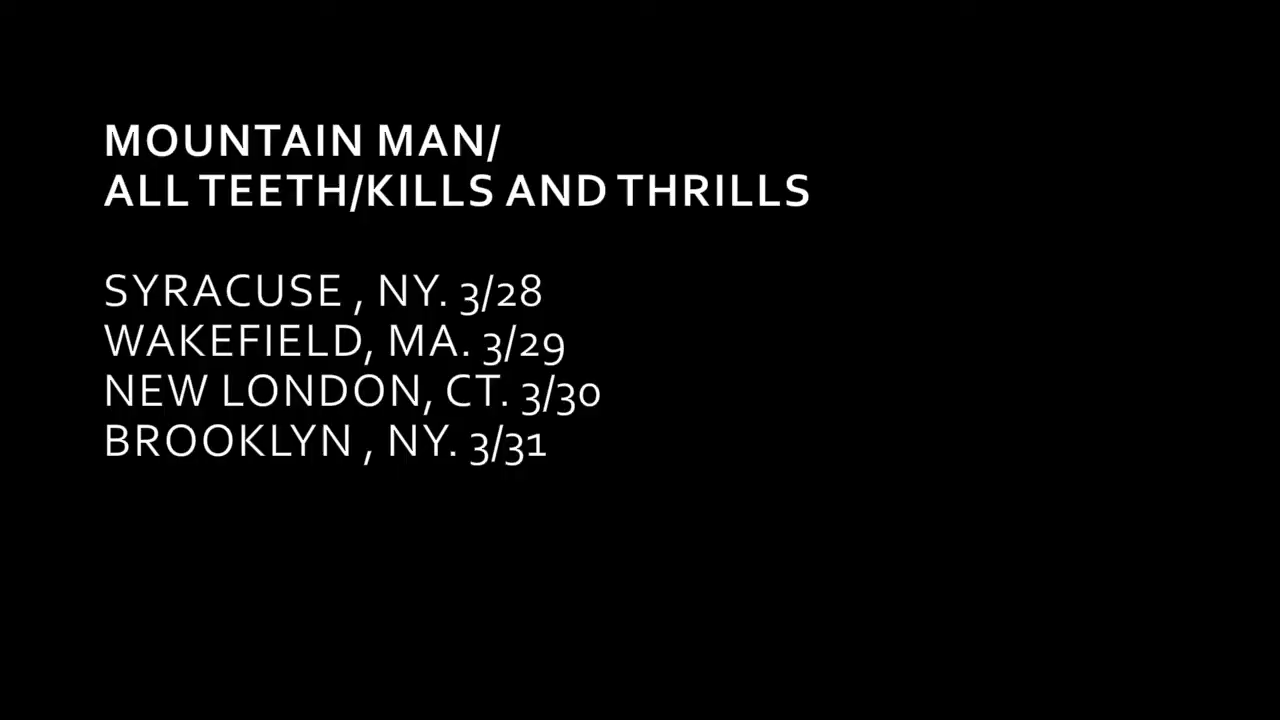 MOUNTAIN MAN/
ALL TEETH/KILLS AND THRILLS
SYRACUSE , NY. 3/28
WAKEFIELD, MA. 3/29
NEW LONDON, CT. 3/30
BROOKLYN , NY. 3/31